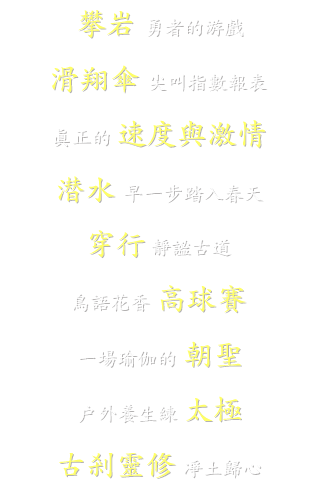 攀岩 勇者的游戲
滑翔傘 尖叫指數報表
真正的 速度與激情
潛水 早一步踏入春天
穿行 靜謐古道
鳥語花香 高球賽
一場瑜伽的 朝聖
戶外養生練 太極
古刹靈修 凈土歸心